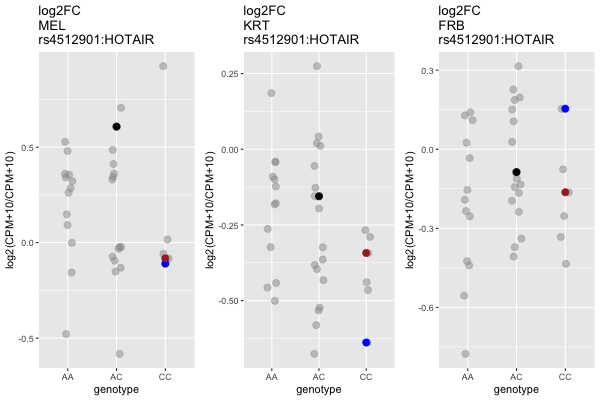 log2FC
MEL
rs4512901:HOTAIR
log2(CPM+10/CPM+10)
0.5
0.0
-0.5
AA
AC
CC
genotype
log2FC
KRT
rs4512901:HOTAIR
log2(CPM+10/CPM+10)
0.25
0.00
-0.25
-0.50
AA
AC
CC
genotype
log2FC
FRB
rs4512901:HOTAIR
log2(CPM+10/CPM+10)
0.3
0.0
-0.3
-0.6
AA
AC
CC
genotype